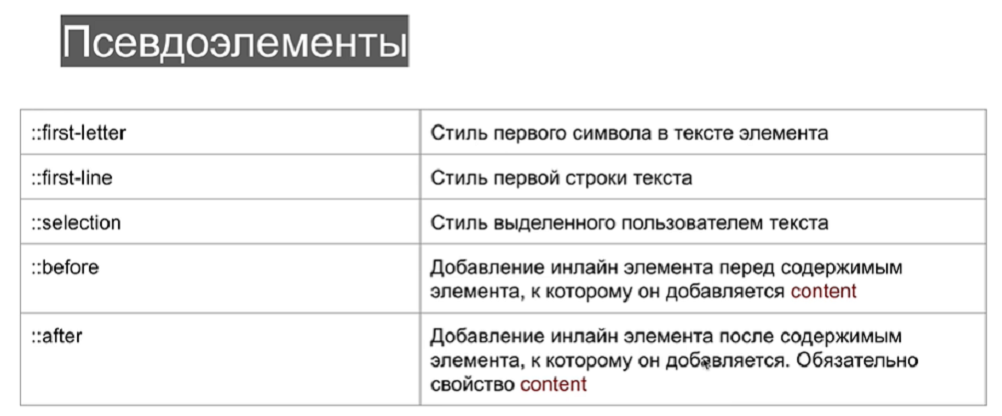 Псевдоэлементы
::first-letter
Стиль первого символа в тексте элемента
::first-line
Стиль первой строки текста
::selection
Стиль выделенного пользователем текста
::before
Добавление инлайн элемента перед содержимым
элемента, к которому он добавляется content
::after
Добавление инлайн элемента после содержимым
элемента, к которому он добавляется. Обязательно
свойство content